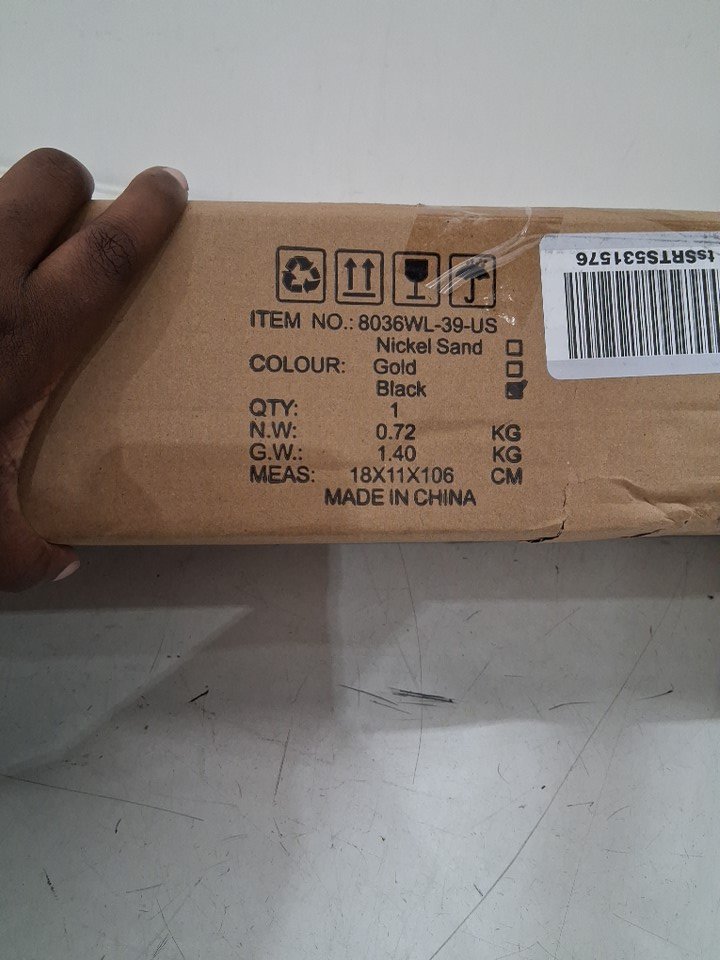 ITEM NO.: 8036WL-39-US
Nickel Sand
COLOUR: Gold
Black
QTY: 1
N.W: 0.72 KG
G.W.: 1.40 KG
MEAS: 18X11X106 CM
MADE IN CHINA
tsSRTS531576